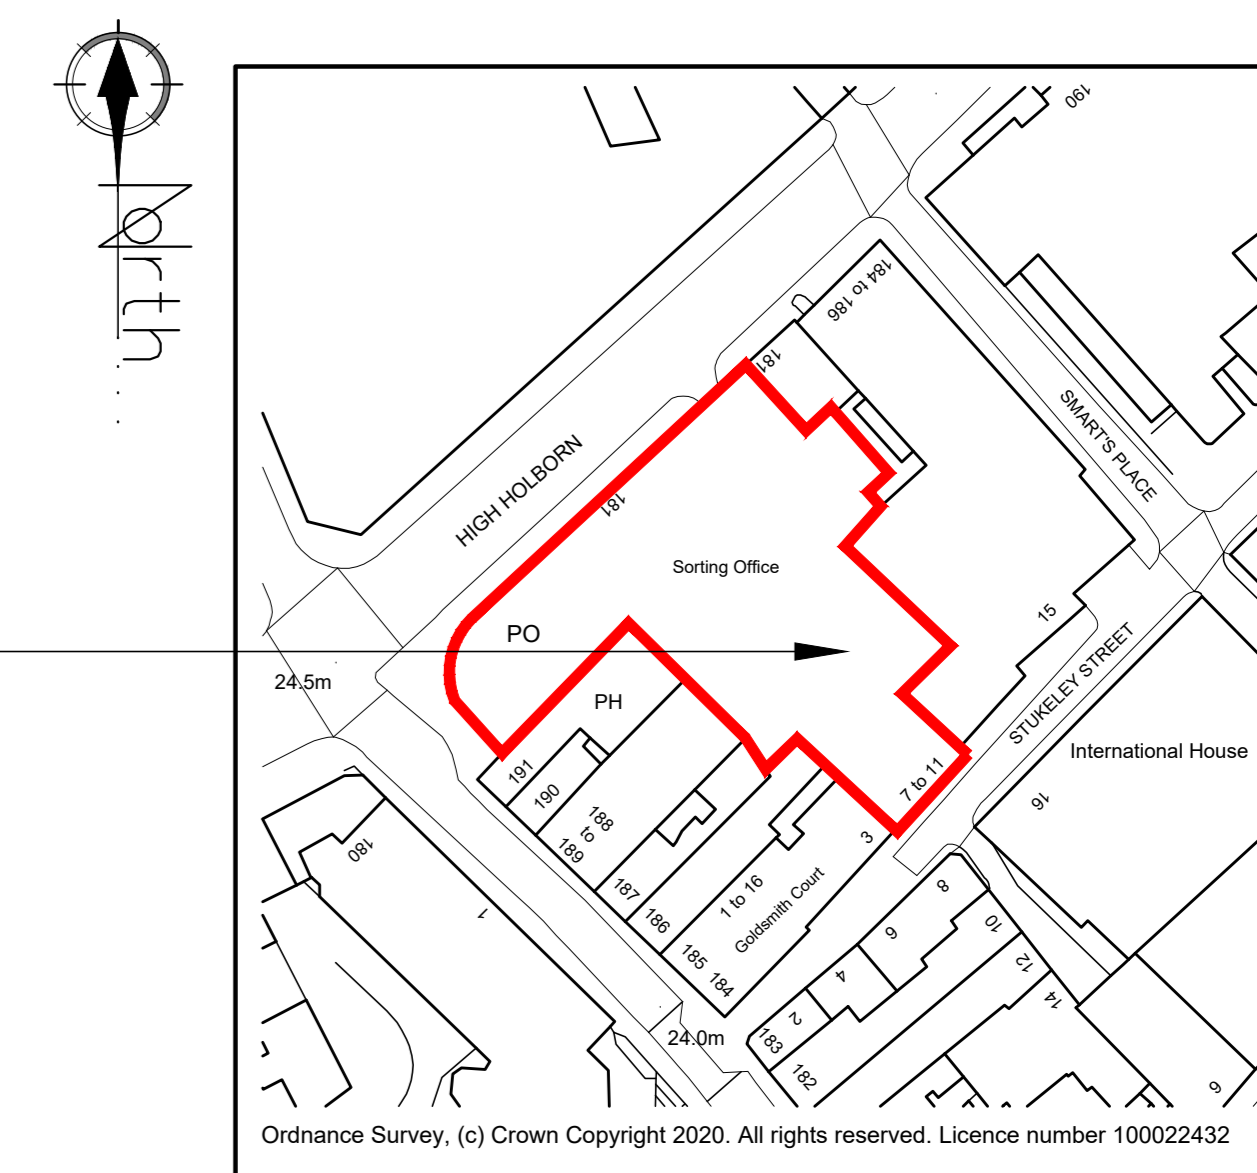 North
190
184 to 186
181
SMART'S PLACE
HIGH HOLBORN
181
Sorting Office
15
PO
STUKELEY STREET
24.5m
PH
International House
191
7 to 11
190
16
188
to
189
3
180
187
1 to 16
8
186
Goldsmith Court
1
6
10
185
12
184
4
14
2
24.0m
183
182
6
Ordnance Survey, (c) Crown Copyright 2020. All rights reserved. Licence number 100022432